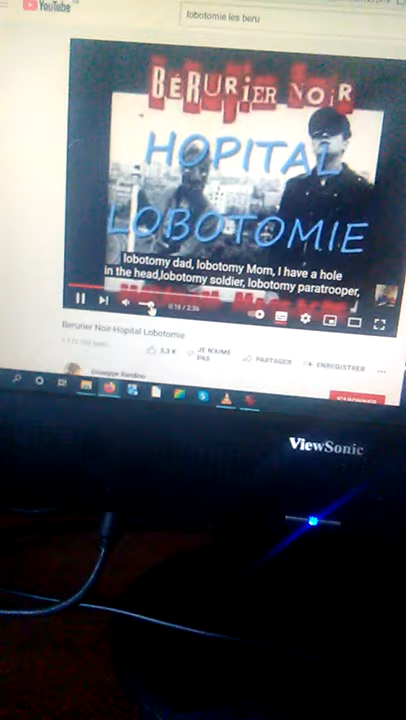 YouTube
lobotomie les beru
BÉRURIER NOIR
HOPITAL
LOBOTOMIE
lobotomy dad, lobotomy Mom, I have a hole
in the head,lobotomy soldier, lobotomy paratrooper,
0:16 / 2:36
Berurier Noir-Hopital Lobotomie
3,3 K
JE N'AIME
PAS
PARTAGER
ENREGISTRER
S'ABONNER
ViewSonic